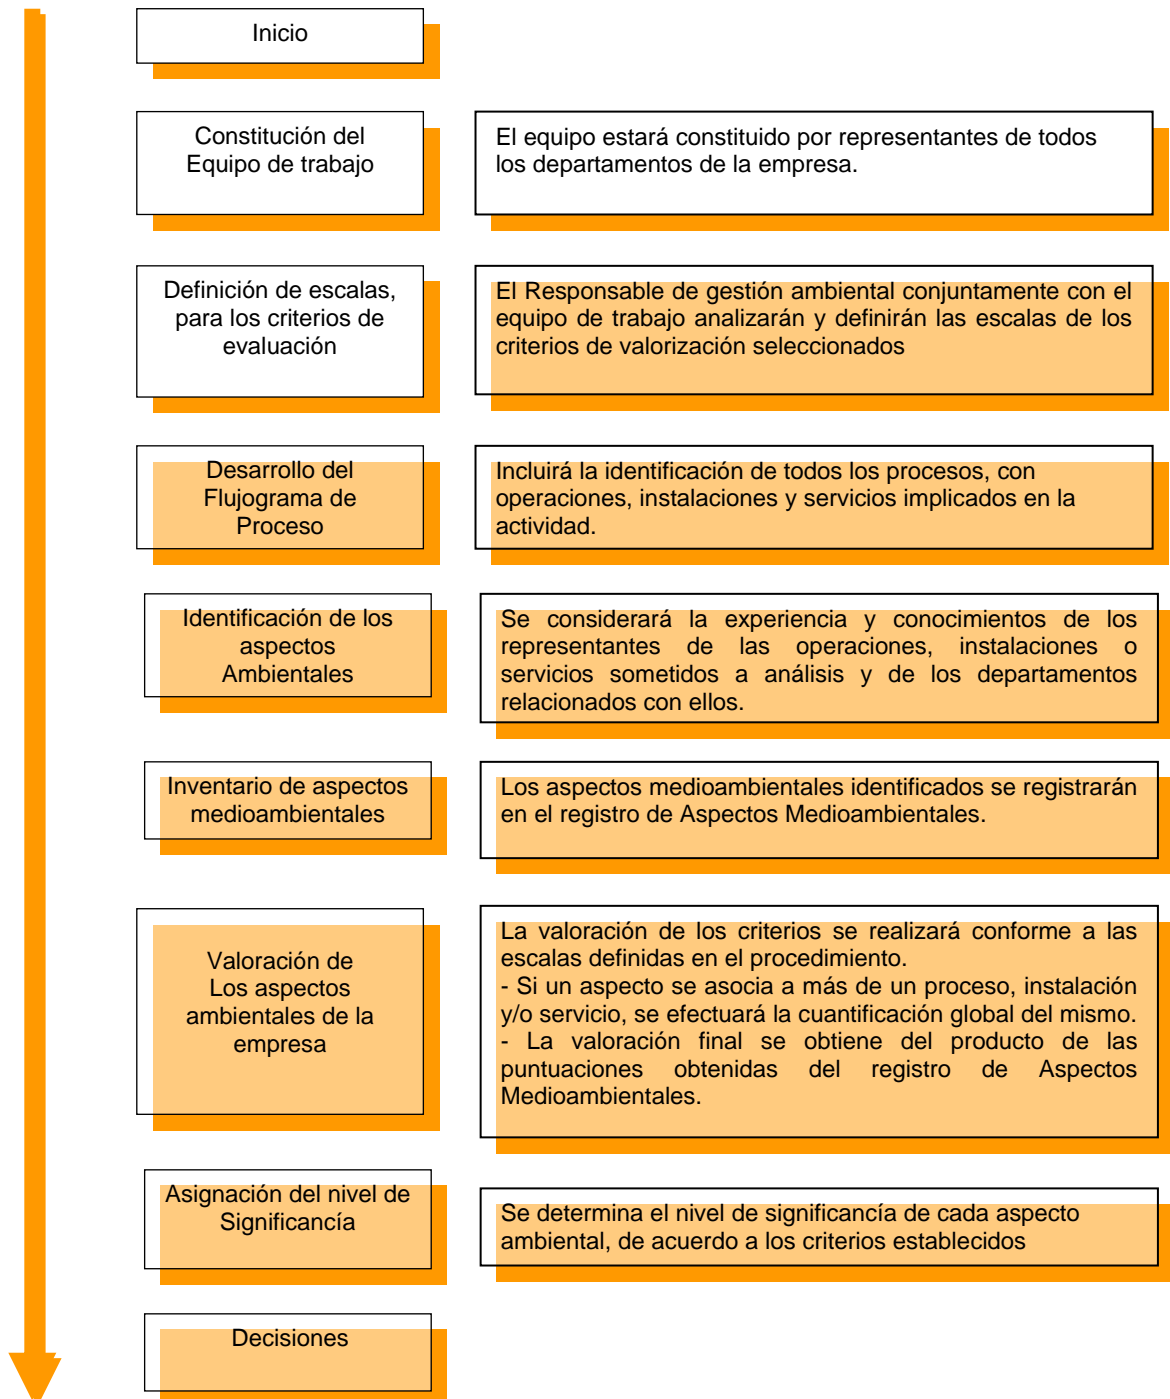 Inicio
Constitución del
Equipo de trabajo
El equipo estará constituido por representantes de todos
los departamentos de la empresa.
Definición de escalas,
para los criterios de
evaluación
El Responsable de gestión ambiental conjuntamente con el
equipo de trabajo analizarán y definirán las escalas de los
criterios de valorización seleccionados
Desarrollo del
Flujograma de
Proceso
Incluirá la identificación de todos los procesos, con
operaciones, instalaciones y servicios implicados en la
actividad.
Identificación de los
aspectos
Ambientales
Se considerará la experiencia y conocimientos de los
representantes de las operaciones, instalaciones o
servicios sometidos a análisis y de los departamentos
relacionados con ellos.
Inventario de aspectos
medioambientales
Los aspectos medioambientales identificados se registrarán
en el registro de Aspectos Medioambientales.
Valoración de
Los aspectos
ambientales de la
empresa
La valoración de los criterios se realizará conforme a las
escalas definidas en el procedimiento.
- Si un aspecto se asocia a más de un proceso, instalación
y/o servicio, se efectuará la cuantificación global del mismo.
- La valoración final se obtiene del producto de las
puntuaciones obtenidas del registro de Aspectos
Medioambientales.
Asignación del nivel de
Significancía
Se determina el nivel de significancía de cada aspecto
ambiental, de acuerdo a los criterios establecidos
Decisiones